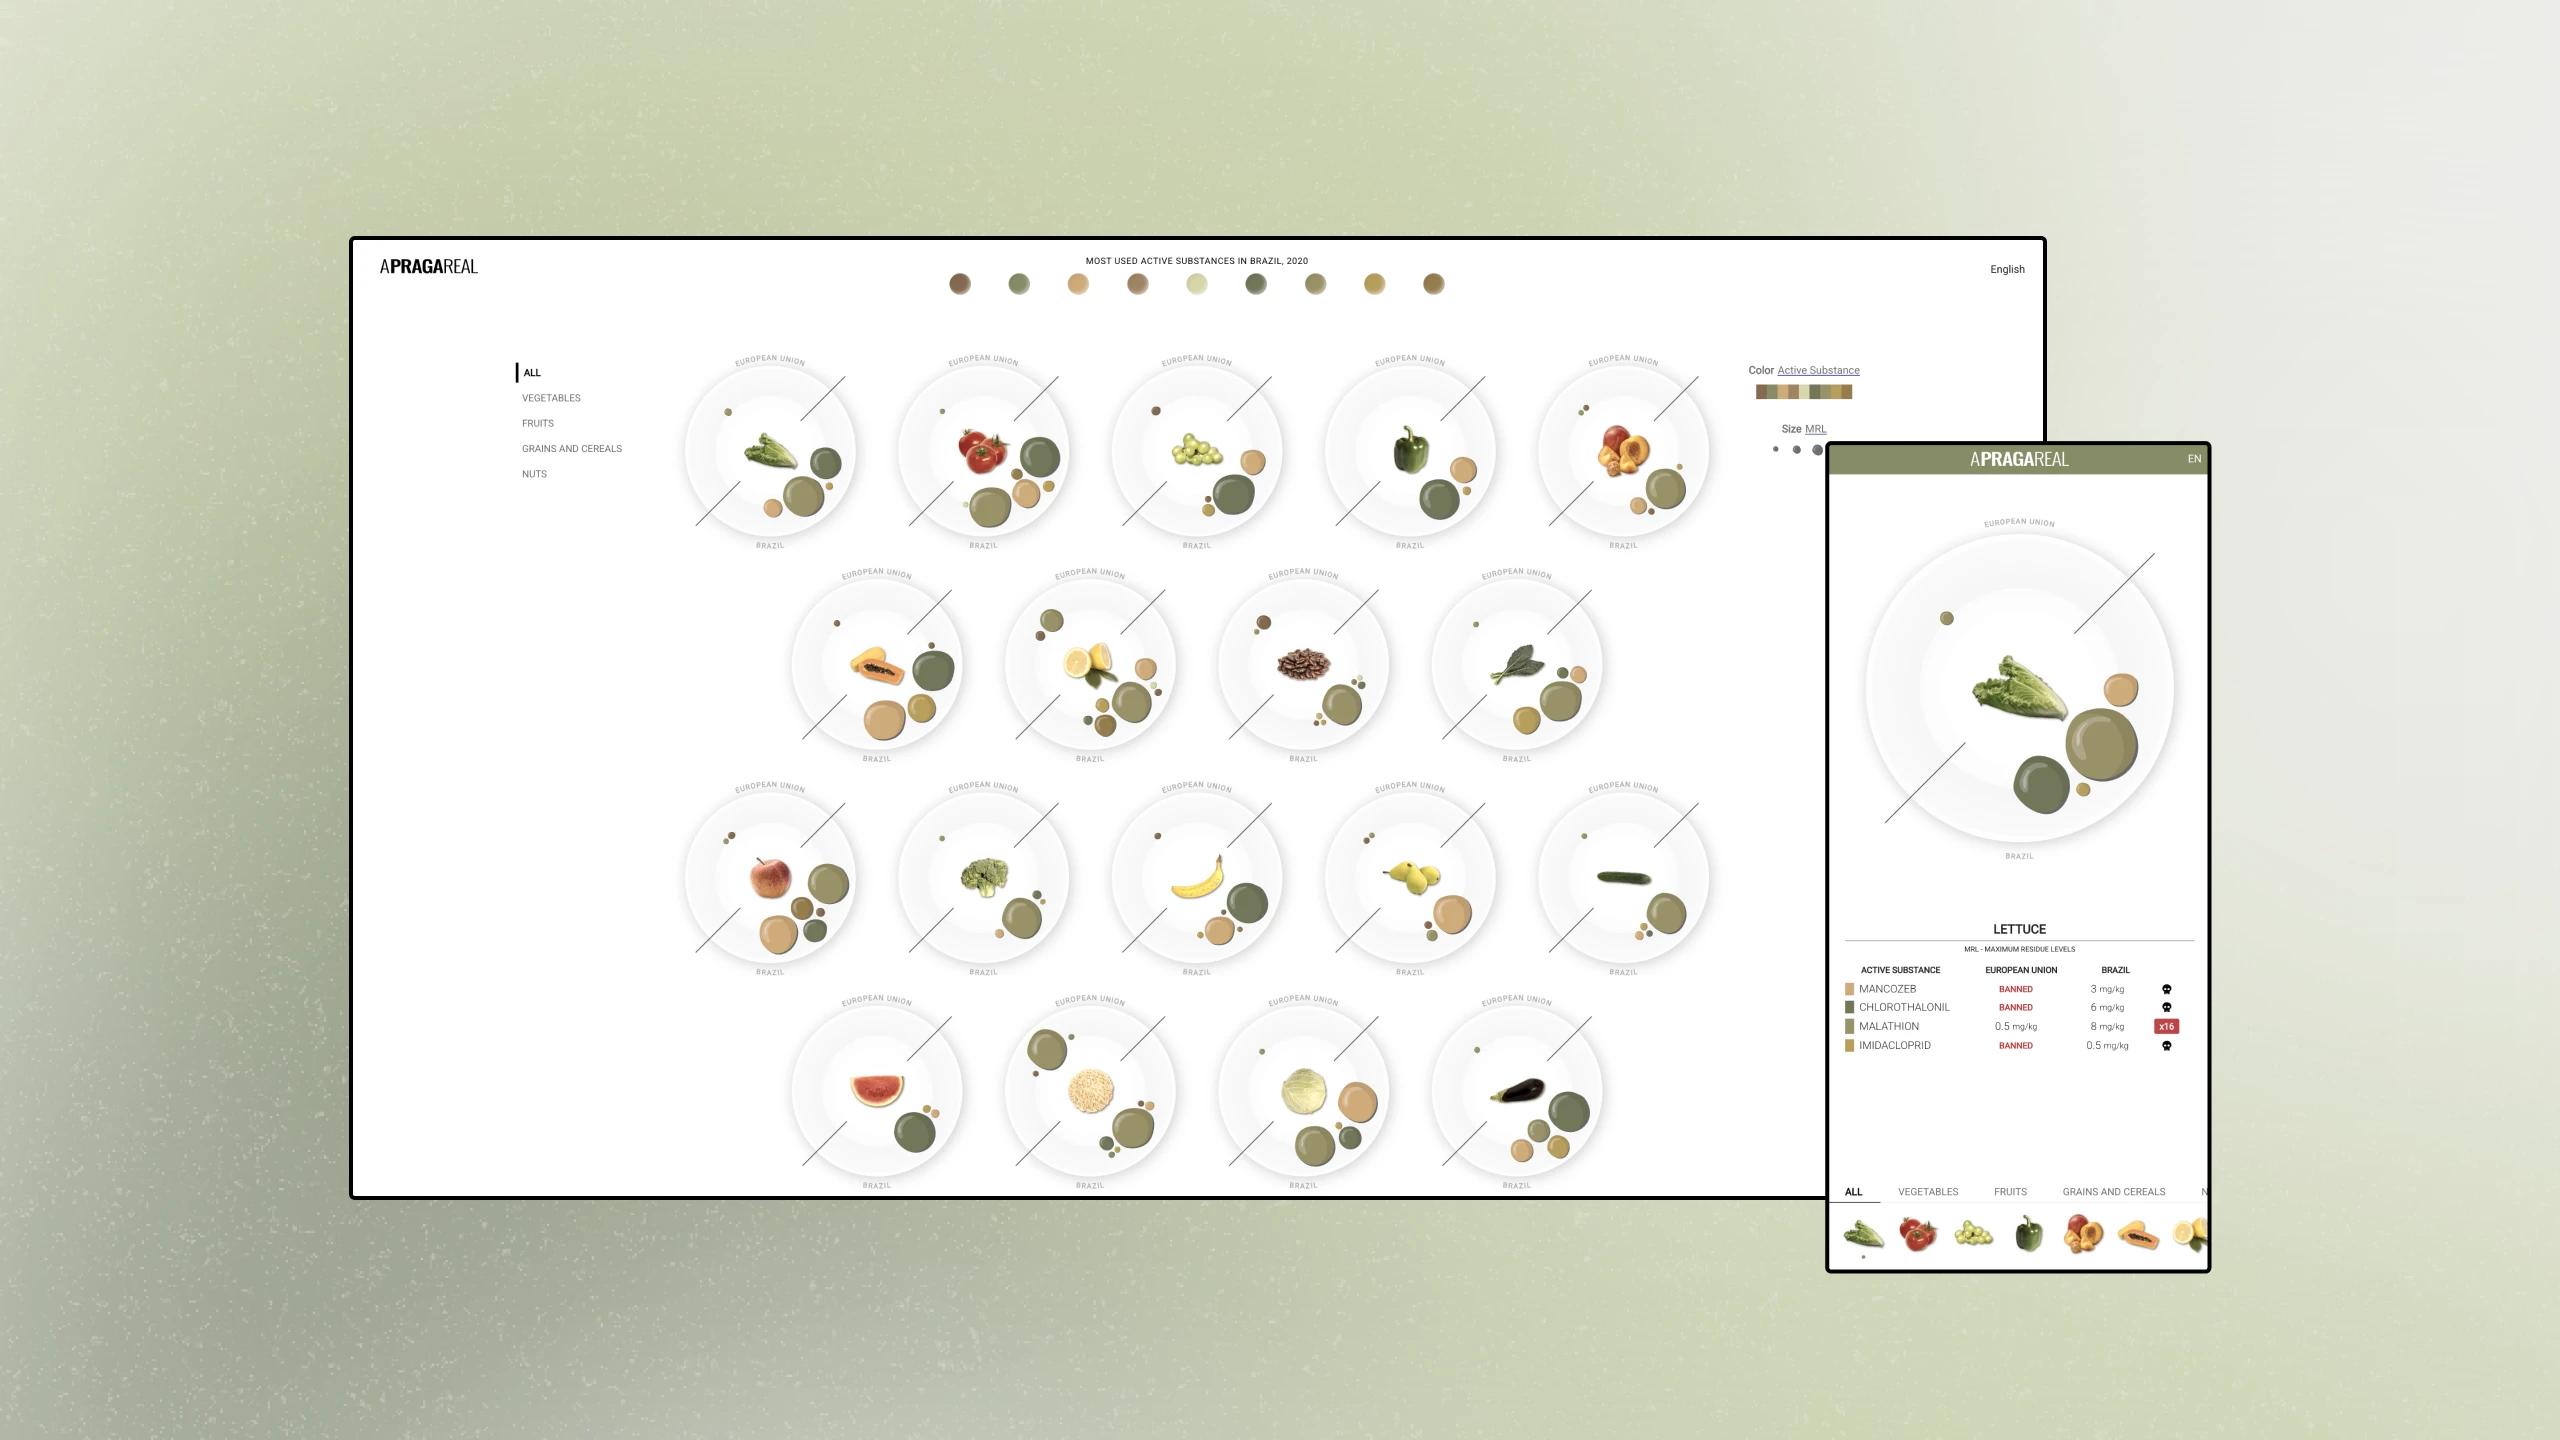 APRAGAREAL
MOST USED ACTIVE SUBSTANCES IN BRAZIL, 2020
English
ALL
VEGETABLES
FRUITS
GRAINS AND CEREALS
NUTS
EUROPEAN UNION EUROPEAN UNION EUROPEAN UNION EUROPEAN UNION EUROPEAN UNION
BRAZIL BRAZIL BRAZIL BRAZIL BRAZIL
EUROPEAN UNION EUROPEAN UNION EUROPEAN UNION EUROPEAN UNION
BRAZIL BRAZIL BRAZIL BRAZIL
EUROPEAN UNION EUROPEAN UNION EUROPEAN UNION EUROPEAN UNION EUROPEAN UNION
BRAZIL BRAZIL BRAZIL BRAZIL BRAZIL
EUROPEAN UNION EUROPEAN UNION EUROPEAN UNION EUROPEAN UNION
BRAZIL BRAZIL BRAZIL BRAZIL
Color Active Substance
Size MRL
APRAGAREAL EN
EUROPEAN UNION
BRAZIL
LETTUCE
MRL - MAXIMUM RESIDUE LEVELS
ACTIVE SUBSTANCE EUROPEAN UNION BRAZIL
MANCOZEB BANNED 3 mg/kg
CHLOROTHALONIL BANNED 6 mg/kg
MALATHION 0.5 mg/kg 8 mg/kg x16
IMIDACLOPRID BANNED 0.5 mg/kg
ALL VEGETABLES FRUITS GRAINS AND CEREALS N